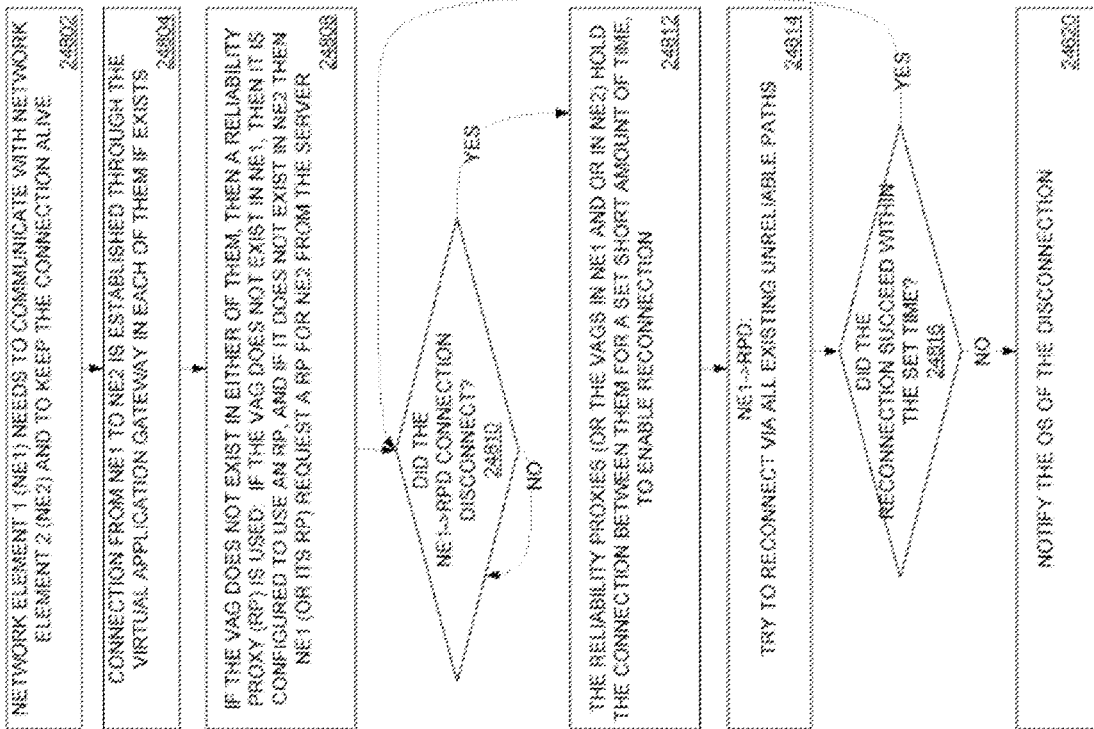 NETWORK ELEMENT 1 (NE1) NEEDS TO COMMUNICATE WITH NETWORK
ELEMENT 2 (NE2) AND TO KEEP THE CONNECTION ALIVE
24802
CONNECTION FROM NE1 TO NE2 IS ESTABLISHED THROUGH THE
VIRTUAL APPLICATION GATEWAY IN EACH OF THEM IF EXISTS
24804
IF THE VAG DOES NOT EXIST IN EITHER OF THEM, THEN A RELIABILITY
PROXY (RP) IS USED: IF THE VAG DOES NOT EXIST IN NE1, THEN IT IS
CONFIGURED TO USE AN RP, AND IF IT DOES NOT EXIST IN NE2 THEN
NE1 (OR ITS RP) REQUEST A RP FOR NE2 FROM THE SERVER
24808
DID THE
NE1->RPD CONNECTION
DISCONNECT?
24810
YES
NO
THE RELIABILITY PROXIES (OR THE VAGS IN NE1 AND OR IN NE2) HOLD
THE CONNECTION BETWEEN THEM FOR A SET SHORT AMOUNT OF TIME,
TO ENABLE RECONNECTION
24812
NE1->RPD:
TRY TO RECONNECT VIA ALL EXISTING UNRELIABLE PATHS
24814
DID THE
RECONNECTION SUCCEED WITHIN
THE SET TIME?
24816
YES
NO
NOTIFY THE OS OF THE DISCONNECTION
24820